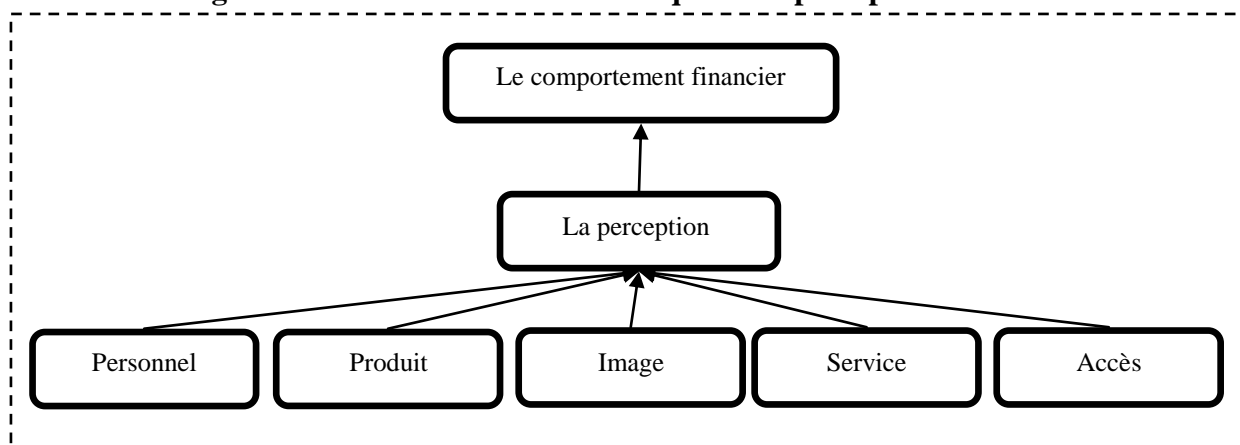 Le comportement financier
La perception
Personnel
Produit
Image
Service
Accès